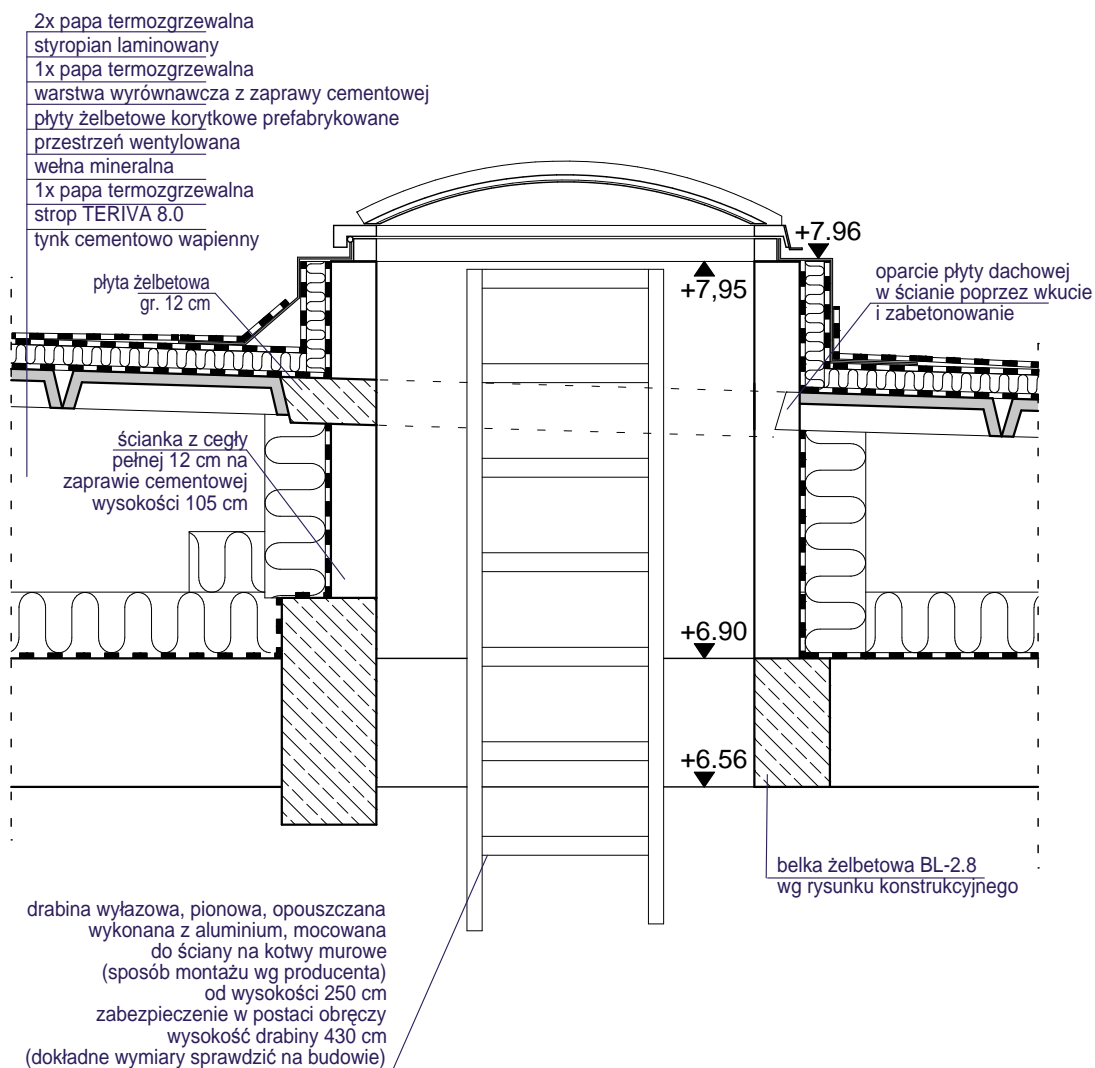 2x papa termozgrzewalna
styropian laminowany
1x papa termozgrzewalna
warstwa wyrównawcza z zaprawy cementowej
płyty żelbetowe korytkowe prefabrykowane
przestrzeń wentylowana
wełna mineralna
1x papa termozgrzewalna
strop TERIVA 8.0
tynk cementowo wapienny
+7.96
płyta żelbetowa
gr. 12 cm
+7,95
oparcie płyty dachowej
w ścianie poprzez wkucie
i zabetonowanie
ścianka z cegły
pełnej 12 cm na
zaprawie cementowej
wysokości 105 cm
+6.90
+6.56
belka żelbetowa BL-2.8
wg rysunku konstrukcyjnego
drabina wyłazowa, pionowa, opouszczana
wykonana z aluminium, mocowana
do ściany na kotwy murowe
(sposób montażu wg producenta)
od wysokości 250 cm
zabezpieczenie w postaci obręczy
wysokość drabiny 430 cm
(dokładne wymiary sprawdzić na budowie)